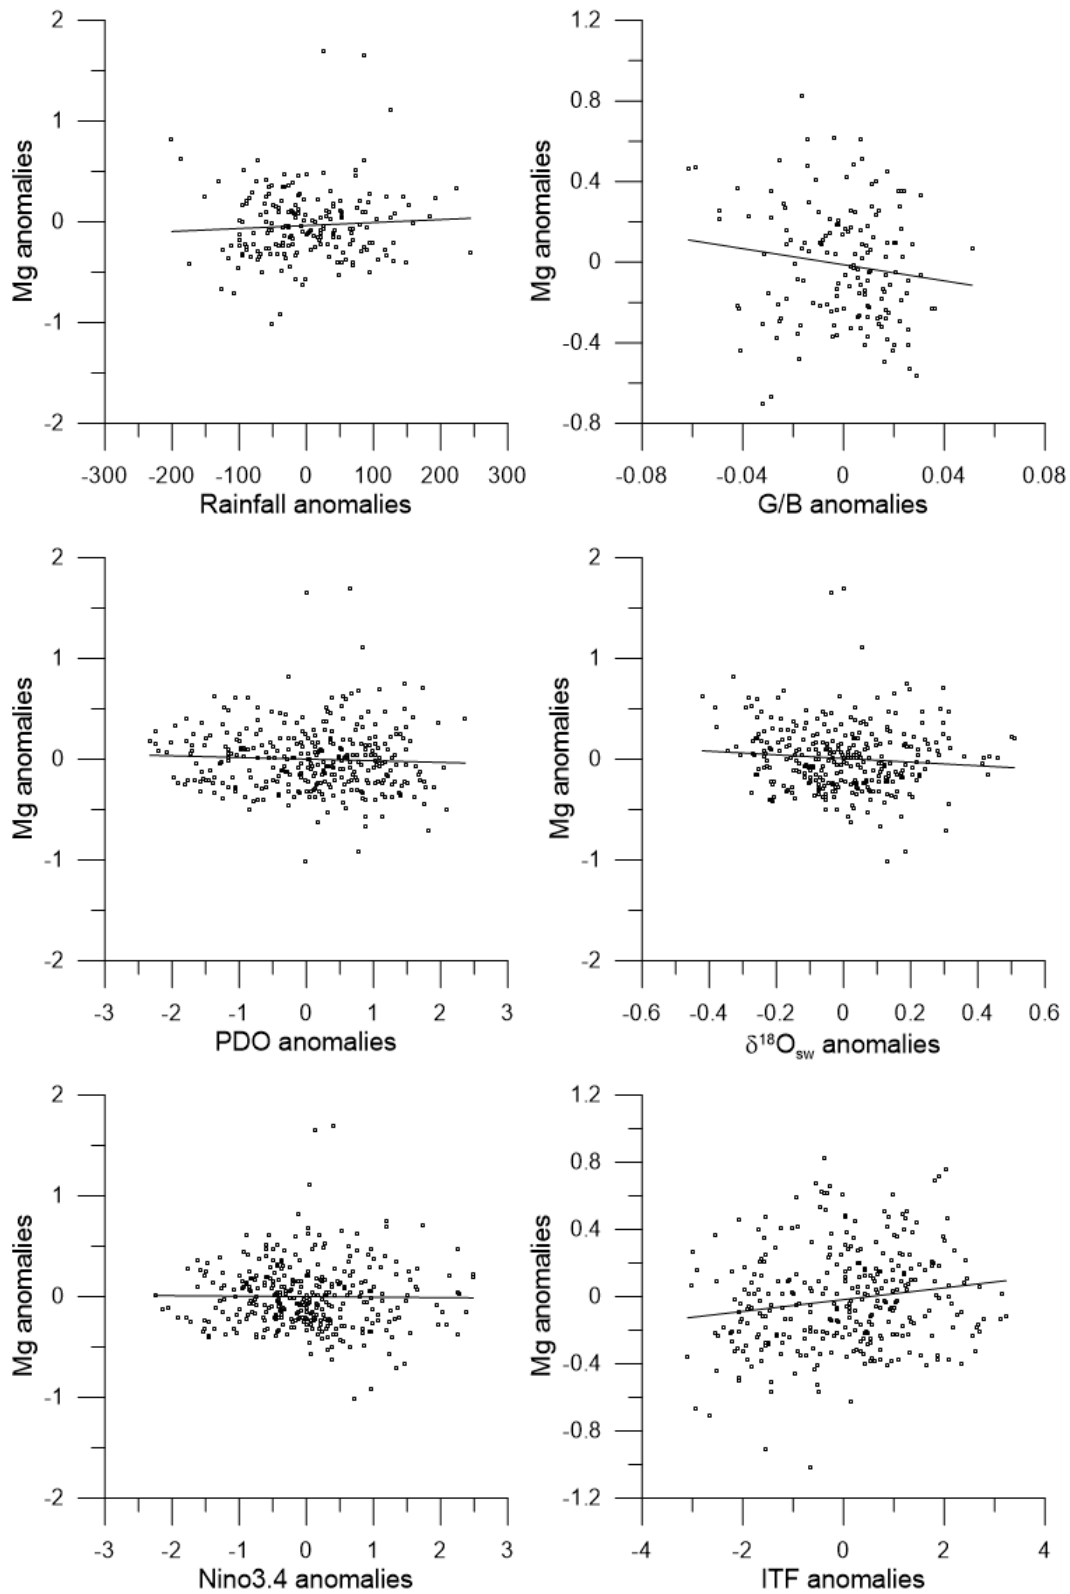 2
1
0
-1
-2
Mg anomalies
-300 -200 -100 0 100 200 300
Rainfall anomalies
1.2
0.8
0.4
0
-0.4
-0.8
Mg anomalies
-0.08 -0.04 0 0.04 0.08
G/B anomalies
2
1
0
-1
-2
Mg anomalies
-3 -2 -1 0 1 2 3
PDO anomalies
2
1
0
-1
-2
Mg anomalies
-0.6 -0.4 -0.2 0 0.2 0.4 0.6
δ¹⁸O<sub>sw</sub> anomalies
2
1
0
-1
-2
Mg anomalies
-3 -2 -1 0 1 2 3
Nino3.4 anomalies
1.2
0.8
0.4
0
-0.4
-0.8
-1.2
Mg anomalies
-4 -2 0 2 4
ITF anomalies